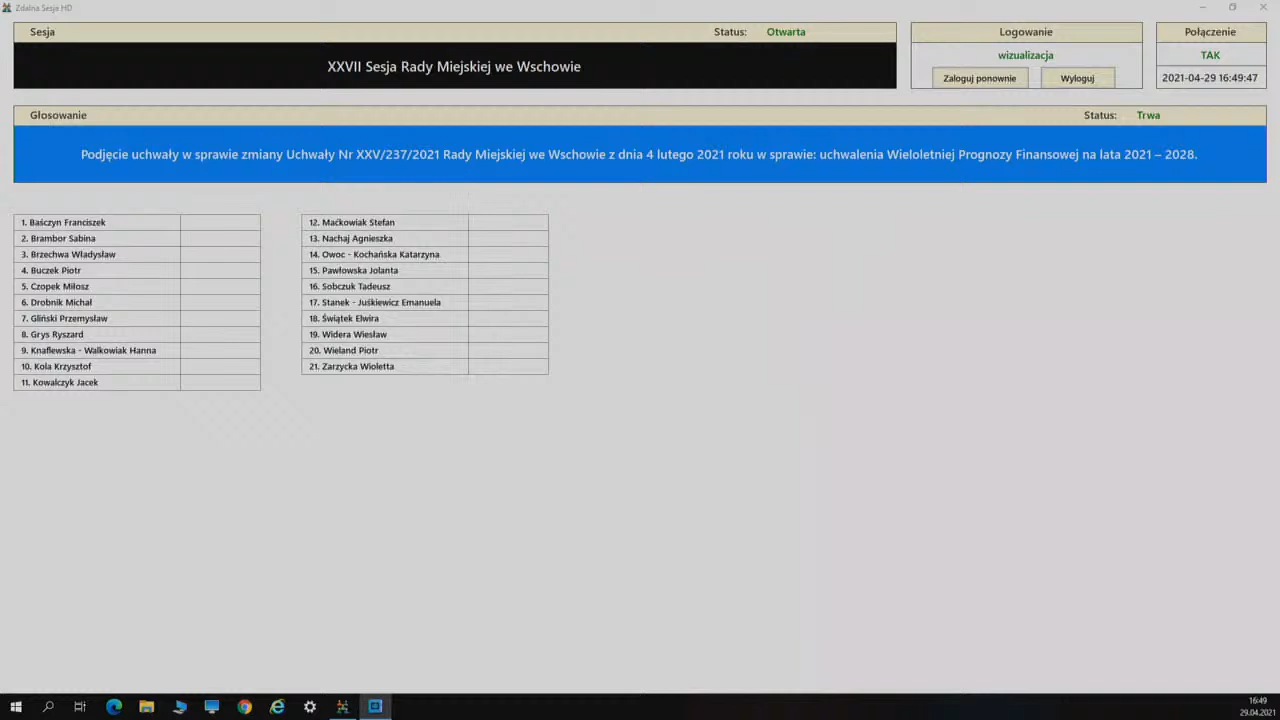 Zdalna Sesja HD
Sesja
Status: Otwarta
XXVII Sesja Rady Miejskiej we Wschowie
Logowanie
wizualizacja
Zaloguj ponownie
Wyloguj
Połączenie
TAK
2021-04-29 16:49:47
Głosowanie
Status: Trwa
Podjęcie uchwały w sprawie zmiany Uchwały Nr XXV/237/2021 Rady Miejskiej we Wschowie z dnia 4 lutego 2021 roku w sprawie: uchwalenia Wieloletniej Prognozy Finansowej na lata 2021 – 2028.
1. Baśczyn Franciszek
2. Brambor Sabina
3. Brzechwa Władysław
4. Buczek Piotr
5. Czopek Miłosz
6. Drobnik Michał
7. Gliński Przemysław
8. Grys Ryszard
9. Knaflewska - Walkowiak Hanna
10. Kola Krzysztof
11. Kowalczyk Jacek
12. Maćkowiak Stefan
13. Nachaj Agnieszka
14. Owoc - Kochańska Katarzyna
15. Pawłowska Jolanta
16. Sobczuk Tadeusz
17. Stanek - Juśkiewicz Emanuela
18. Świątek Elwira
19. Widera Wiesław
20. Wieland Piotr
21. Zarzycka Wioletta
16:49
29.04.2021